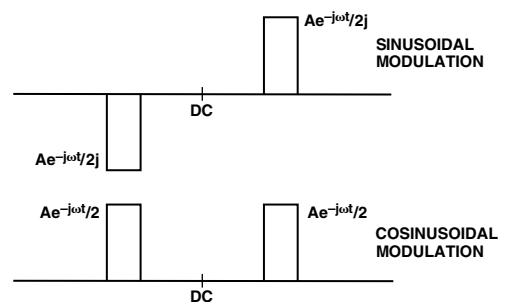 Ae–jωt/2j
SINUSOIDAL
MODULATION
DC
Ae–jωt/2j
Ae–jωt/2
Ae–jωt/2
COSINUSOIDAL
MODULATION
DC